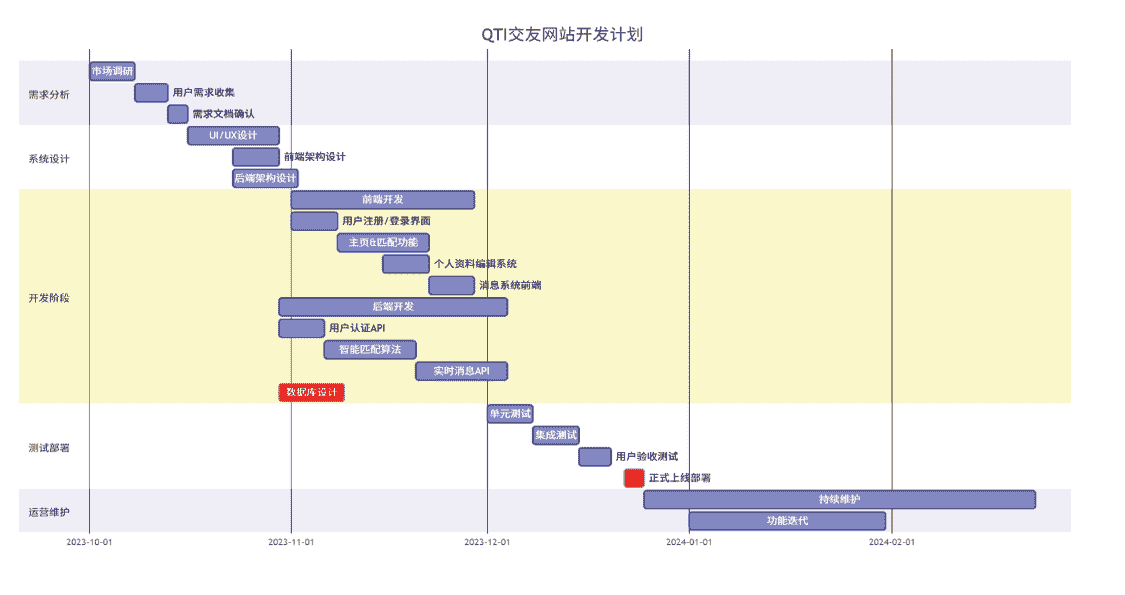 QTI交友网站开发计划
市场调研
用户需求收集
需求分析
需求文档确认
UI/UX设计
系统设计
前端架构设计
后端架构设计
前端开发
用户注册/登录界面
主页&匹配功能
个人资料编辑系统
消息系统前端
开发阶段
后端开发
用户认证API
智能匹配算法
实时消息API
数据库设计
单元测试
集成测试
测试部署
用户验收测试
正式上线部署
持续维护
运营维护
功能迭代
2023-10-01 2023-11-01 2023-12-01 2024-01-01 2024-02-01